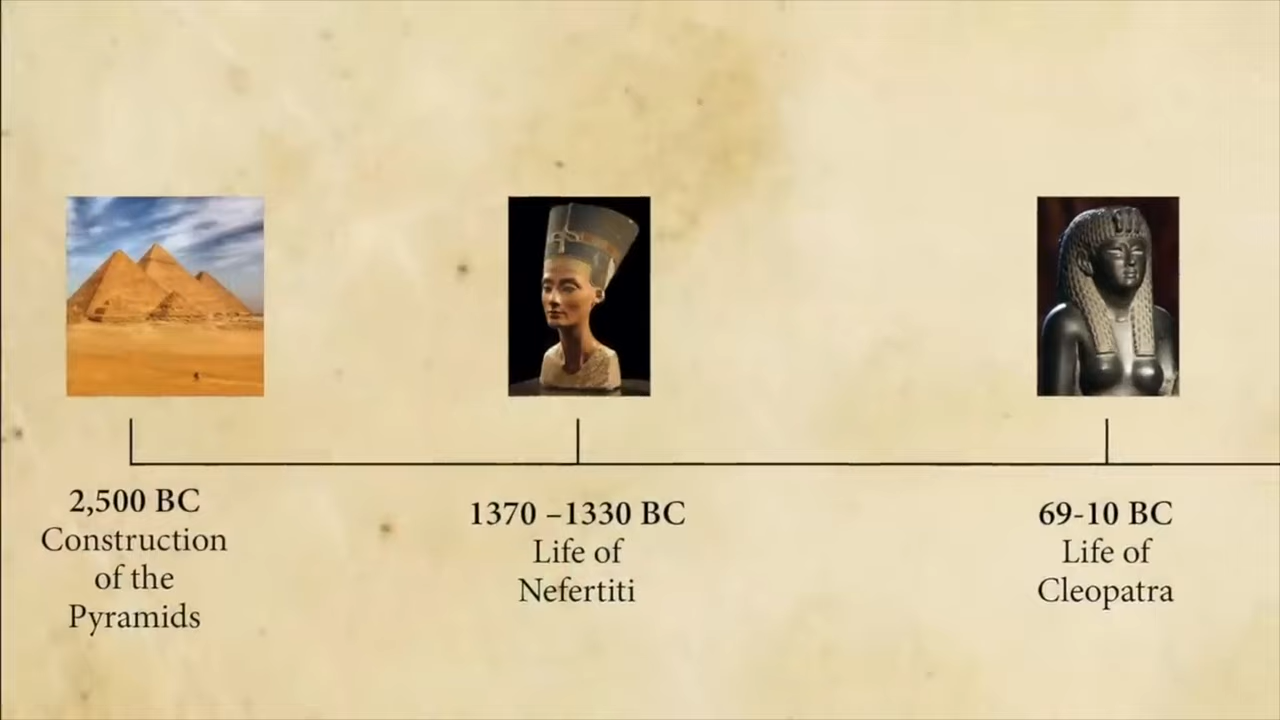 2,500 BC
Construction
of the
Pyramids
1370 –1330 BC
Life of
Nefertiti
69-10 BC
Life of
Cleopatra